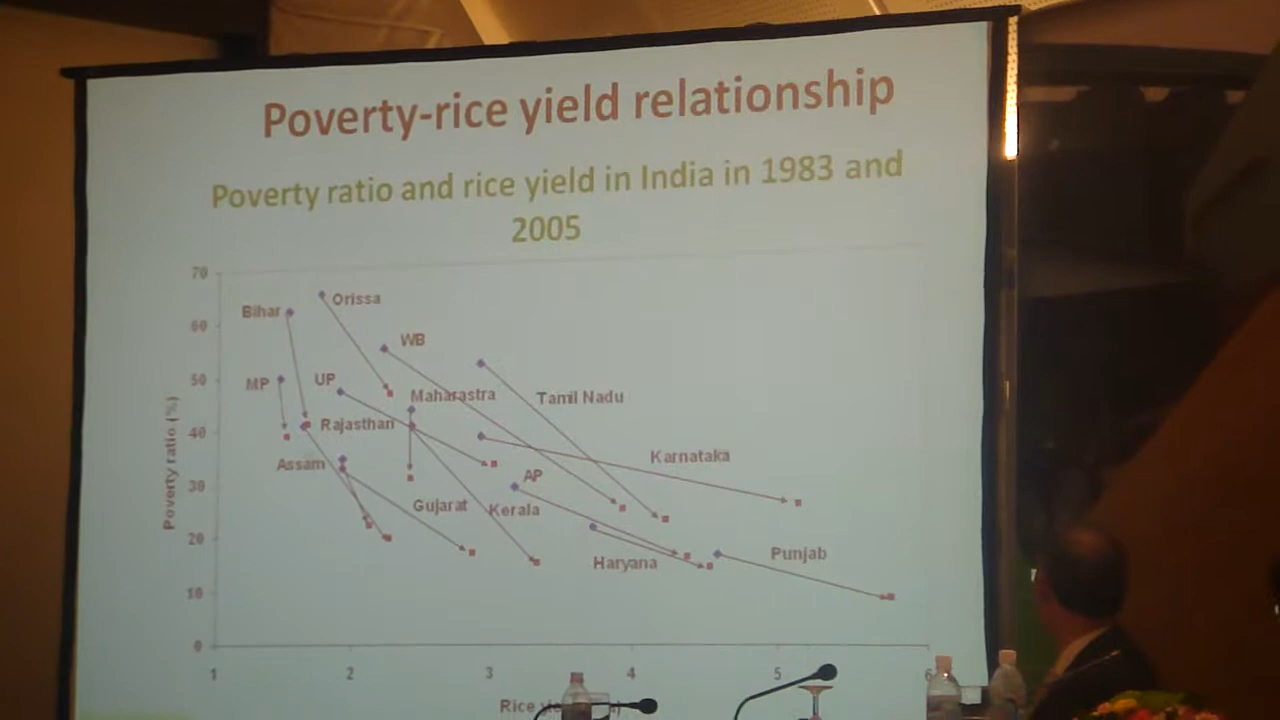 Poverty-rice yield relationship
Poverty ratio and rice yield in India in 1983 and
2005
70
60
50
40
30
20
10
0
Poverty ratio (%)
Bihar
Orissa
WB
MP
UP
Maharastra
Tamil Nadu
Rajasthan
Karnataka
Assam
AP
Gujarat
Kerala
Haryana
Punjab
1 2 3 4 5 6
Rice